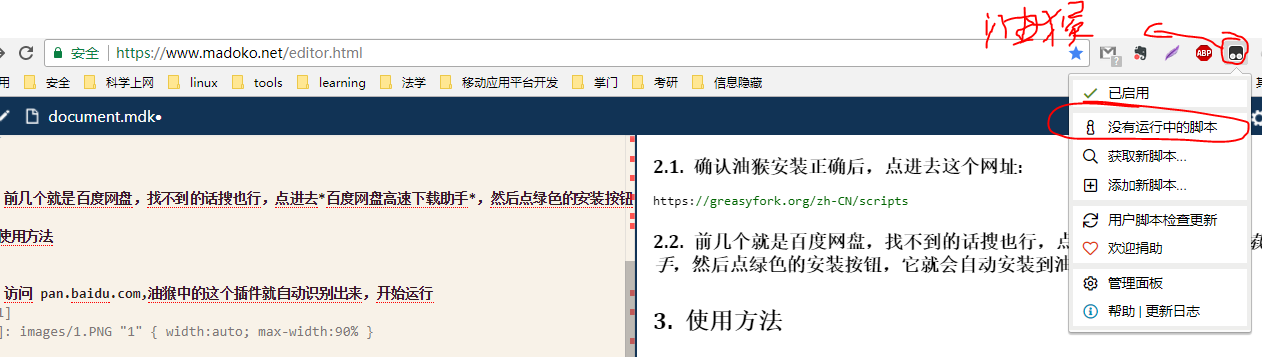 油猴
安全 https://www.madoko.net/editor.html
ABP
用 安全 科学上网 linux tools learning 法学 移动应用平台开发 掌门 考研 信息隐藏
document.mdk•
已启用
没有运行中的脚本
获取新脚本...
添加新脚本...
用户脚本检查更新
欢迎捐助
管理面板
帮助 | 更新日志
前几个就是百度网盘，找不到的话搜也行，点进去*百度网盘高速下载助手*，然后点绿色的安装按钮
使用方法
访问 pan.baidu.com,油猴中的这个插件就自动识别出来，开始运行
1]
]: images/1.PNG "1" { width:auto; max-width:90% }
2.1. 确认油猴安装正确后，点进去这个网址:
https://greasyfork.org/zh-CN/scripts
2.2. 前几个就是百度网盘，找不到的话搜也行，点
手，然后点绿色的安装按钮，它就会自动安装到油
3. 使用方法